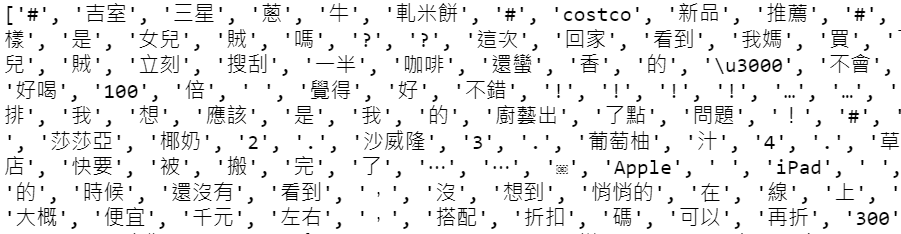 ['#', '吉室', '三星', '蔥', '牛', '軋米餅', '#', 'costco', '新品', '推薦', '#',
樣', '是', '女兒', '賊', '嗎', '?', '?', '這次', '回家', '看到', '我媽', '買',
兒', '賊', '立刻', '搜刮', '一半', '咖啡', '還蠻', '香', '的', '\u3000', '不會',
'好喝', '100', '倍', ' ', '覺得', '好', '不錯', '!', '!', '!', '!', '…', '…', '
排', '我', '想', '應該', '是', '我', '的', '廚藝出', '了點', '問題', '！', '#', '
, '莎莎亞', '椰奶', '2', '.', '沙威隆', '3', '.', '葡萄柚', '汁', '4', '.', '草
店', '快要', '被', '搬', '完', '了', '⋯', '⋯', '※', 'Apple', ' ', 'iPad', ' ',
'的', '時候', '還沒有', '看到', '，', '沒', '想到', '悄悄的', '在', '線', '上', '
'大概', '便宜', '千元', '左右', '，', '搭配', '折扣', '碼', '可以', '再折', '300'